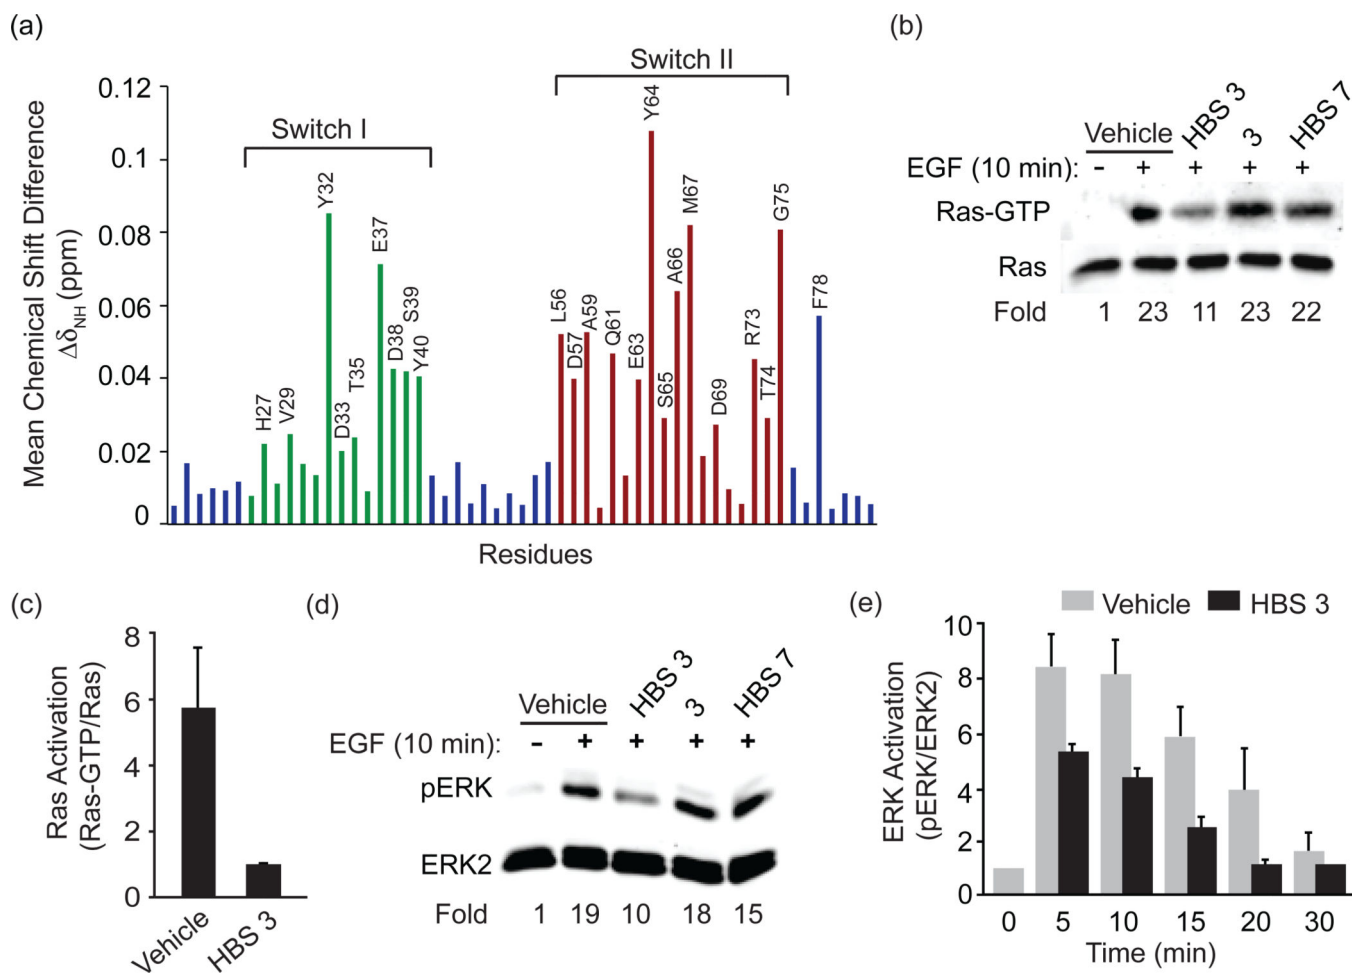 (a)
Mean Chemical Shift Difference
Δδ_NH (ppm)
0.12
0.1
0.08
0.06
0.04
0.02
0
Switch I
Switch II
H27
V29
Y32
D33
T35
E37
D38
S39
Y40
L56
D57
A59
Q61
E63
Y64
S65
A66
M67
D69
R73
T74
G75
F78
Residues
(b)
Vehicle
HBS 3
3
HBS 7
EGF (10 min): - + + + +
Ras-GTP
Ras
Fold 1 23 11 23 22
(c)
Ras Activation
(Ras-GTP/Ras)
8
6
4
2
0
Vehicle
HBS 3
(d)
Vehicle
HBS 3
3
HBS 7
EGF (10 min): - + + + +
pERK
ERK2
Fold 1 19 10 18 15
(e)
Vehicle
HBS 3
ERK Activation
(pERK/ERK2)
10
8
6
4
2
0
0 5 10 15 20 30
Time (min)